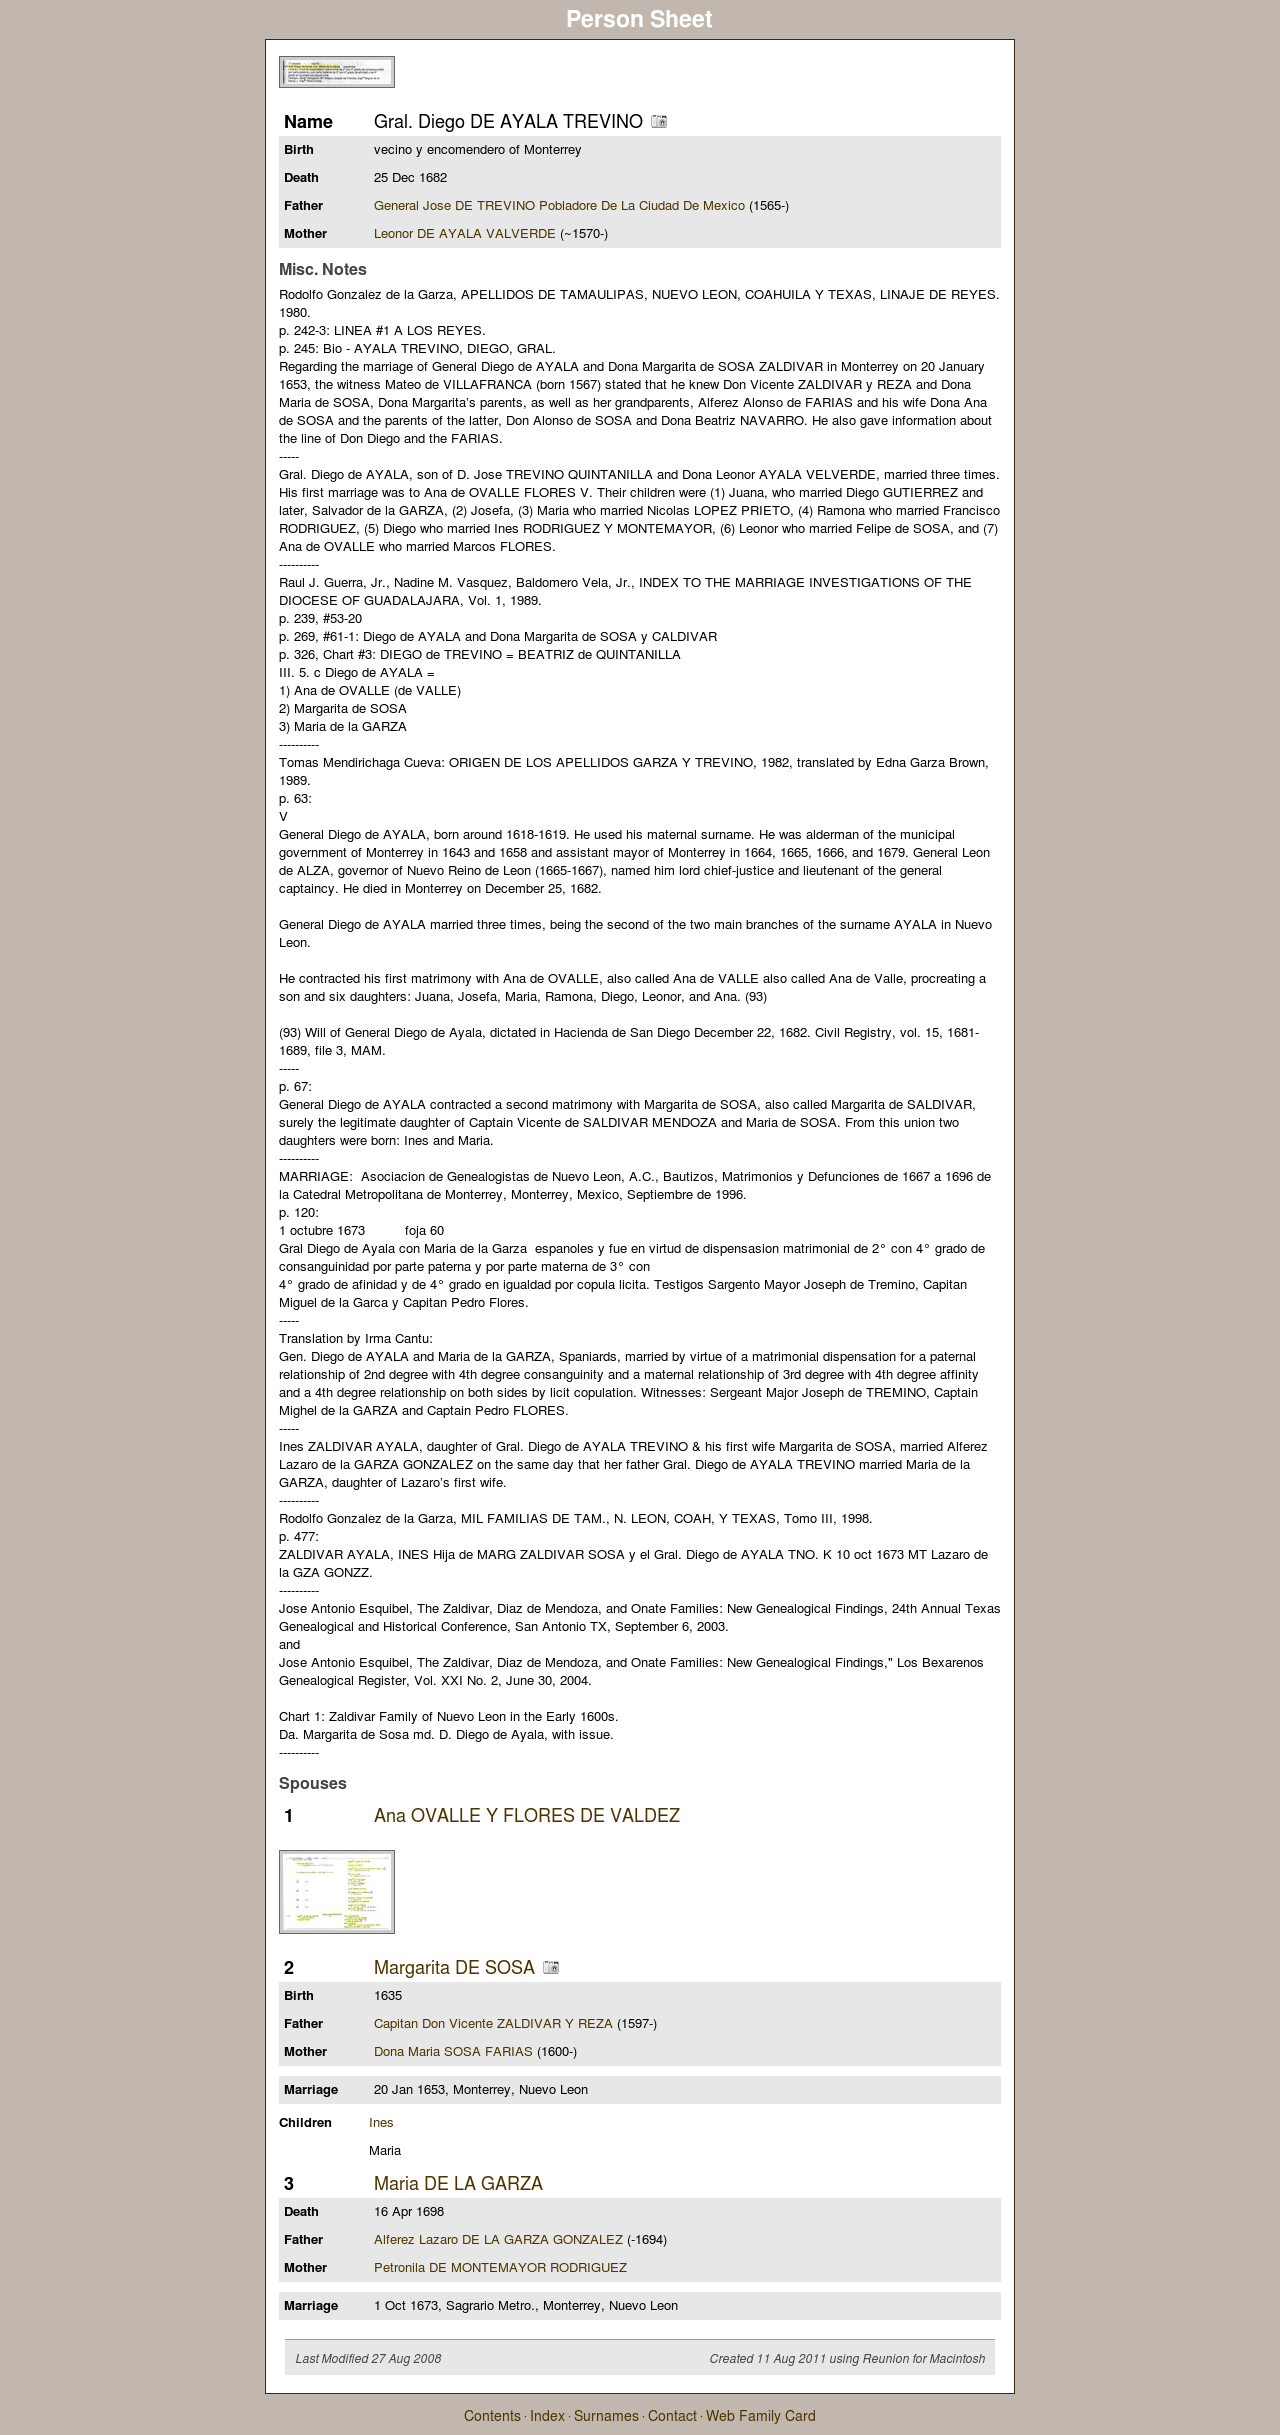 Person Sheet
Name Gral. Diego DE AYALA TREVINO
Birth vecino y encomendero of Monterrey
Death 25 Dec 1682
Father General Jose DE TREVINO Pobladore De La Ciudad De Mexico (1565-)
Mother Leonor DE AYALA VALVERDE (~1570-)
Misc. Notes
Rodolfo Gonzalez de la Garza, APELLIDOS DE TAMAULIPAS, NUEVO LEON, COAHUILA Y TEXAS, LINAJE DE REYES.
1980.
p. 242-3: LINEA #1 A LOS REYES.
p. 245: Bio - AYALA TREVINO, DIEGO, GRAL.
Regarding the marriage of General Diego de AYALA and Dona Margarita de SOSA ZALDIVAR in Monterrey on 20 January
1653, the witness Mateo de VILLAFRANCA (born 1567) stated that he knew Don Vicente ZALDIVAR y REZA and Dona
Maria de SOSA, Dona Margarita's parents, as well as her grandparents, Alferez Alonso de FARIAS and his wife Dona Ana
de SOSA and the parents of the latter, Don Alonso de SOSA and Dona Beatriz NAVARRO. He also gave information about
the line of Don Diego and the FARIAS.
-----
Gral. Diego de AYALA, son of D. Jose TREVINO QUINTANILLA and Dona Leonor AYALA VELVERDE, married three times.
His first marriage was to Ana de OVALLE FLORES V. Their children were (1) Juana, who married Diego GUTIERREZ and
later, Salvador de la GARZA, (2) Josefa, (3) Maria who married Nicolas LOPEZ PRIETO, (4) Ramona who married Francisco
RODRIGUEZ, (5) Diego who married Ines RODRIGUEZ Y MONTEMAYOR, (6) Leonor who married Felipe de SOSA, and (7)
Ana de OVALLE who married Marcos FLORES.
----------
Raul J. Guerra, Jr., Nadine M. Vasquez, Baldomero Vela, Jr., INDEX TO THE MARRIAGE INVESTIGATIONS OF THE
DIOCESE OF GUADALAJARA, Vol. 1, 1989.
p. 239, #53-20
p. 269, #61-1: Diego de AYALA and Dona Margarita de SOSA y CALDIVAR
p. 326, Chart #3: DIEGO de TREVINO = BEATRIZ de QUINTANILLA
III. 5. c Diego de AYALA =
1) Ana de OVALLE (de VALLE)
2) Margarita de SOSA
3) Maria de la GARZA
----------
Tomas Mendirichaga Cueva: ORIGEN DE LOS APELLIDOS GARZA Y TREVINO, 1982, translated by Edna Garza Brown,
1989.
p. 63:
V
General Diego de AYALA, born around 1618-1619. He used his maternal surname. He was alderman of the municipal
government of Monterrey in 1643 and 1658 and assistant mayor of Monterrey in 1664, 1665, 1666, and 1679. General Leon
de ALZA, governor of Nuevo Reino de Leon (1665-1667), named him lord chief-justice and lieutenant of the general
captaincy. He died in Monterrey on December 25, 1682.
General Diego de AYALA married three times, being the second of the two main branches of the surname AYALA in Nuevo
Leon.
He contracted his first matrimony with Ana de OVALLE, also called Ana de VALLE also called Ana de Valle, procreating a
son and six daughters: Juana, Josefa, Maria, Ramona, Diego, Leonor, and Ana. (93)
(93) Will of General Diego de Ayala, dictated in Hacienda de San Diego December 22, 1682. Civil Registry, vol. 15, 1681-
1689, file 3, MAM.
-----
p. 67:
General Diego de AYALA contracted a second matrimony with Margarita de SOSA, also called Margarita de SALDIVAR,
surely the legitimate daughter of Captain Vicente de SALDIVAR MENDOZA and Maria de SOSA. From this union two
daughters were born: Ines and Maria.
----------
MARRIAGE:  Asociacion de Genealogistas de Nuevo Leon, A.C., Bautizos, Matrimonios y Defunciones de 1667 a 1696 de
la Catedral Metropolitana de Monterrey, Monterrey, Mexico, Septiembre de 1996.
p. 120:
1 octubre 1673 foja 60
Gral Diego de Ayala con Maria de la Garza  espanoles y fue en virtud de dispensasion matrimonial de 2° con 4° grado de
consanguinidad por parte paterna y por parte materna de 3° con
4° grado de afinidad y de 4° grado en igualdad por copula licita. Testigos Sargento Mayor Joseph de Tremino, Capitan
Miguel de la Garca y Capitan Pedro Flores.
-----
Translation by Irma Cantu:
Gen. Diego de AYALA and Maria de la GARZA, Spaniards, married by virtue of a matrimonial dispensation for a paternal
relationship of 2nd degree with 4th degree consanguinity and a maternal relationship of 3rd degree with 4th degree affinity
and a 4th degree relationship on both sides by licit copulation. Witnesses: Sergeant Major Joseph de TREMINO, Captain
Mighel de la GARZA and Captain Pedro FLORES.
-----
Ines ZALDIVAR AYALA, daughter of Gral. Diego de AYALA TREVINO & his first wife Margarita de SOSA, married Alferez
Lazaro de la GARZA GONZALEZ on the same day that her father Gral. Diego de AYALA TREVINO married Maria de la
GARZA, daughter of Lazaro's first wife.
----------
Rodolfo Gonzalez de la Garza, MIL FAMILIAS DE TAM., N. LEON, COAH, Y TEXAS, Tomo III, 1998.
p. 477:
ZALDIVAR AYALA, INES Hija de MARG ZALDIVAR SOSA y el Gral. Diego de AYALA TNO. K 10 oct 1673 MT Lazaro de
la GZA GONZZ.
----------
Jose Antonio Esquibel, The Zaldivar, Diaz de Mendoza, and Onate Families: New Genealogical Findings, 24th Annual Texas
Genealogical and Historical Conference, San Antonio TX, September 6, 2003.
and
Jose Antonio Esquibel, The Zaldivar, Diaz de Mendoza, and Onate Families: New Genealogical Findings," Los Bexarenos
Genealogical Register, Vol. XXI No. 2, June 30, 2004.
Chart 1: Zaldivar Family of Nuevo Leon in the Early 1600s.
Da. Margarita de Sosa md. D. Diego de Ayala, with issue.
----------
Spouses
1 Ana OVALLE Y FLORES DE VALDEZ
2 Margarita DE SOSA
Birth 1635
Father Capitan Don Vicente ZALDIVAR Y REZA (1597-)
Mother Dona Maria SOSA FARIAS (1600-)
Marriage 20 Jan 1653, Monterrey, Nuevo Leon
Children Ines
Maria
3 Maria DE LA GARZA
Death 16 Apr 1698
Father Alferez Lazaro DE LA GARZA GONZALEZ (-1694)
Mother Petronila DE MONTEMAYOR RODRIGUEZ
Marriage 1 Oct 1673, Sagrario Metro., Monterrey, Nuevo Leon
Last Modified 27 Aug 2008 Created 11 Aug 2011 using Reunion for Macintosh
Contents · Index · Surnames · Contact · Web Family Card